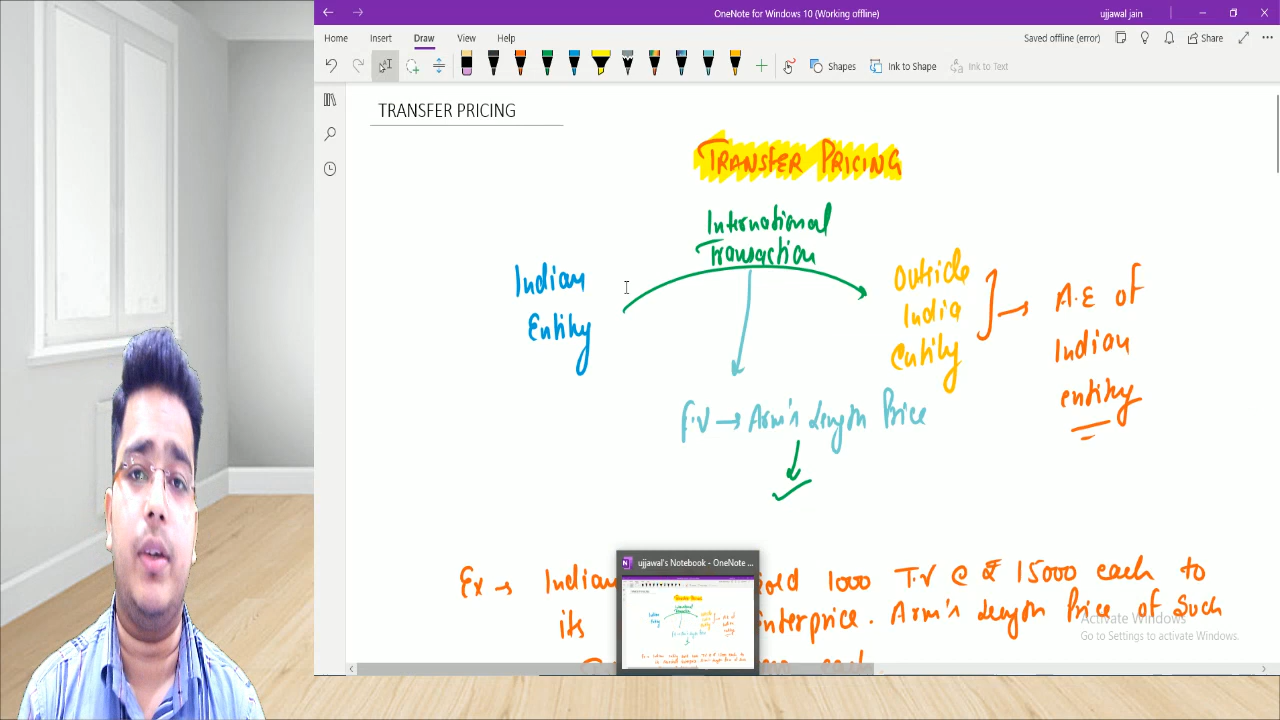 OneNote for Windows 10 (Working offline)
ujjawal jain
Home Insert Draw View Help
Saved offline (error)
Share
Shapes
Ink to Shape
Ink to Text
TRANSFER PRICING
TRANSFER PRICING
International
Transaction
Indian
Entity
Outside
India
Entity
A.E of
Indian
entity
F.V → Arm's Length Price
ujjawal's Notebook - OneNote ...
Ex → Indian sold 1000 T.V @ ₹ 15000 each to
its enterprice. Arm's Length Price of such
each
Activate Windows
Go to Settings to activate Windows.